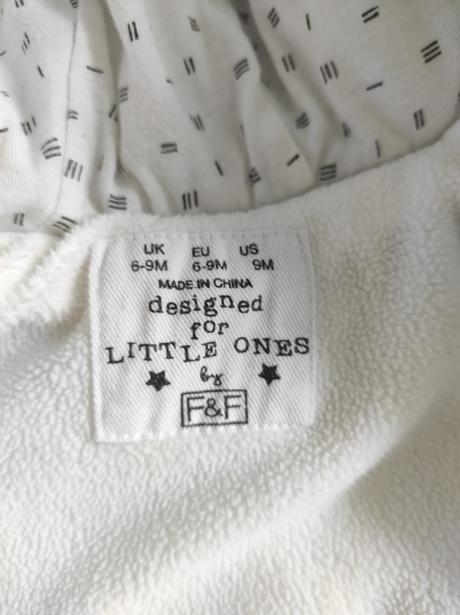 UK EU US
6-9M 6-9M 9M
MADE IN CHINA
designed
for
LITTLE ONES
by
F&F